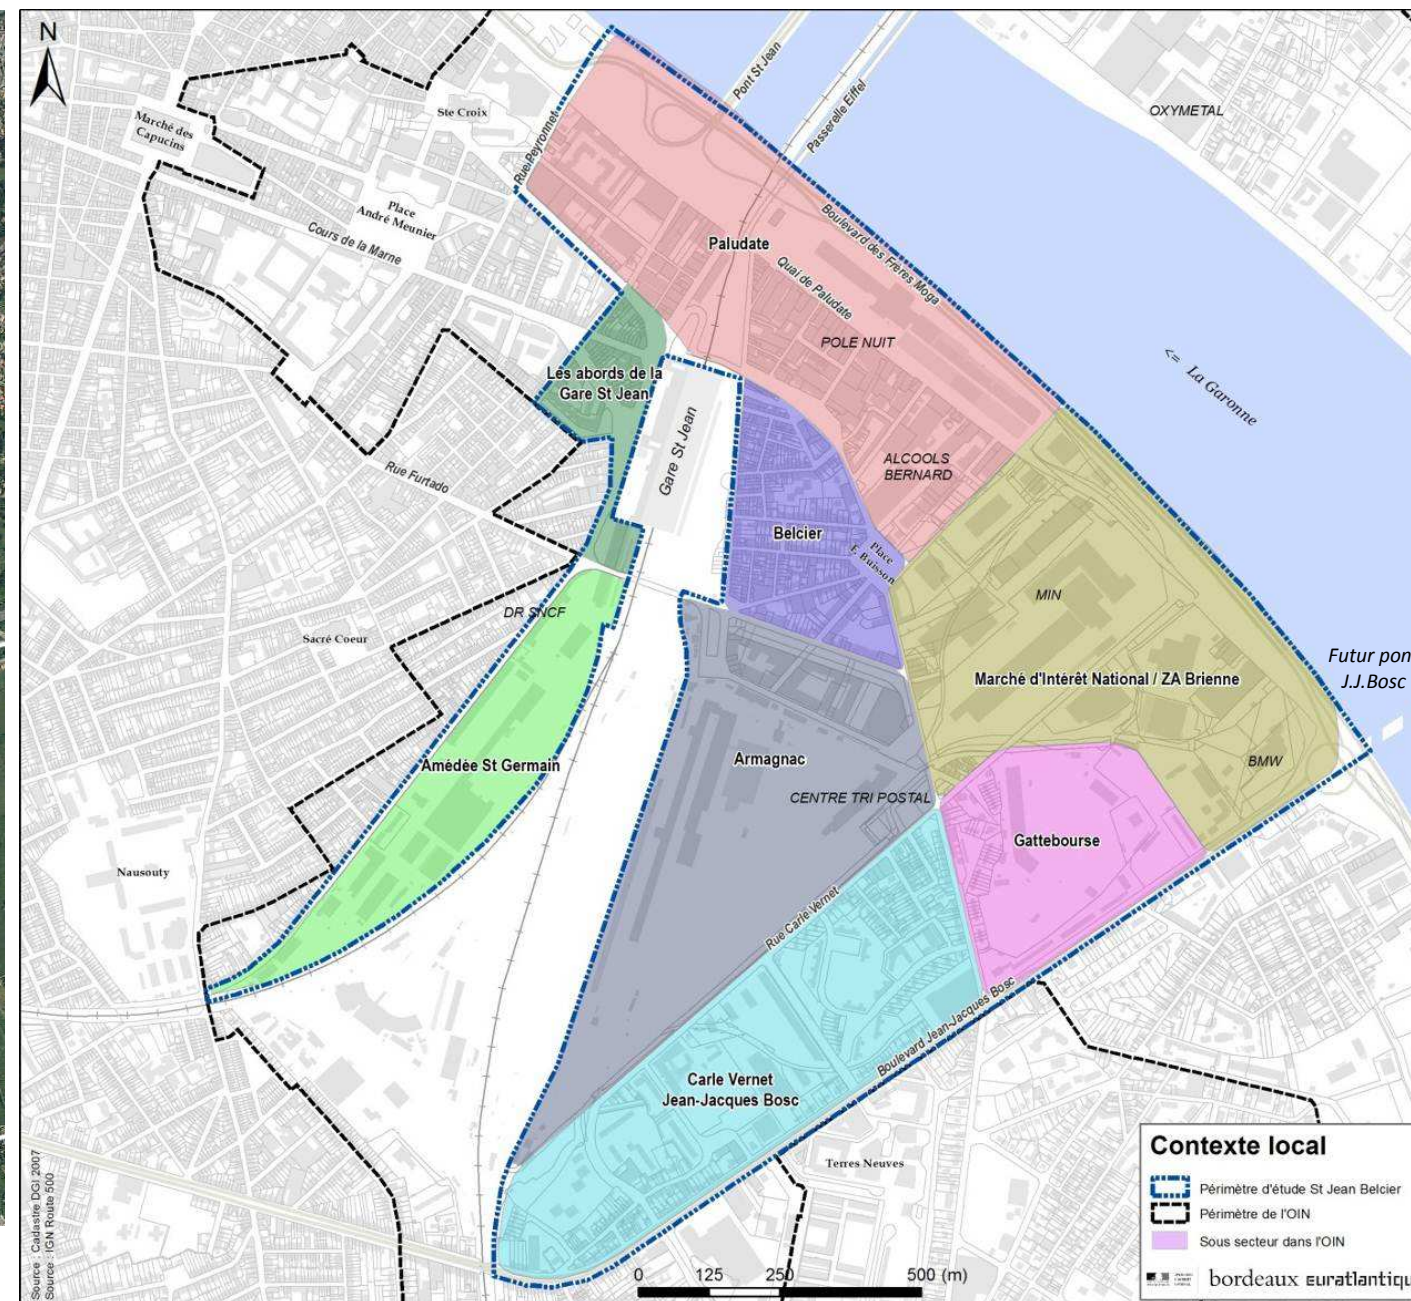 N
Pont St Jean
Passerelle Eiffel
OXYMETAL
Ste Croix
Marché des
Capucins
Rue Peyronnet
Place
André Meunier
Cours de la Marne
Paludate
Boulevard des Frères Moga
Quai de Paludate
POLE NUIT
<= La Garonne
Les abords de la
Gare St Jean
Gare St Jean
Rue Furtado
ALCOOLS
BERNARD
Belcier
Place
F. Buisson
MIN
DR SNCF
Sacré Coeur
Futur pon
J.J.Bosc
Marché d'Intérêt National / ZA Brienne
Amédée St Germain
Armagnac
BMW
CENTRE TRI POSTAL
Gattebourse
Nausouty
Rue Carle Vernet
Boulevard Jean-Jacques Bosc
Carle Vernet
Jean-Jacques Bosc
Terres Neuves
Contexte local
Périmètre d'étude St Jean Belcier
Périmètre de l'OIN
Sous secteur dans l'OIN
bordeaux euratlantiqu
0 125 250 500 (m)
Source : Cadastre DGI 2007
Source : IGN Route 500